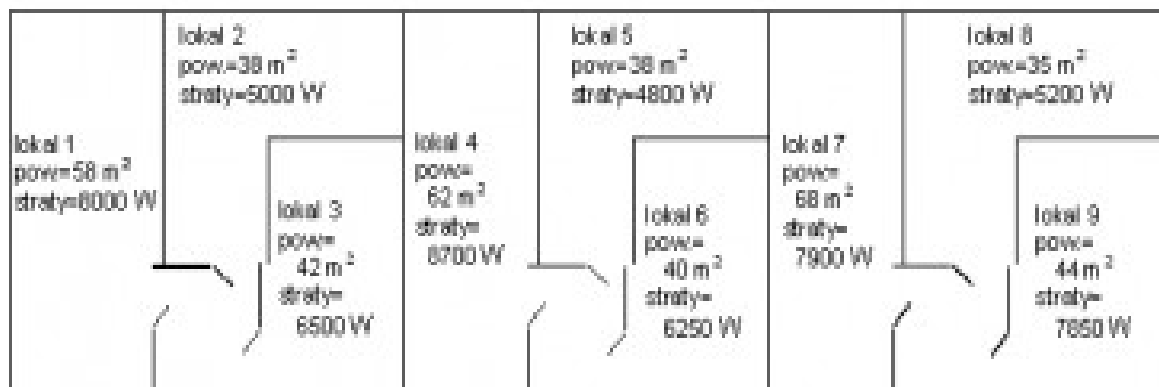 lokal 1
pow.=58 m²
straty=8000 W
lokal 2
pow.=38 m²
straty=5000 W
lokal 3
pow.=
42 m²
straty=
6500 W
lokal 4
pow.=
62 m²
straty=
8700 W
lokal 5
pow.=38 m²
straty=4800 W
lokal 6
pow.=
40 m²
straty=
6250 W
lokal 7
pow.=
68 m²
straty=
7900 W
lokal 8
pow.=35 m²
straty=5200 W
lokal 9
pow.=
44 m²
straty=
7850 W